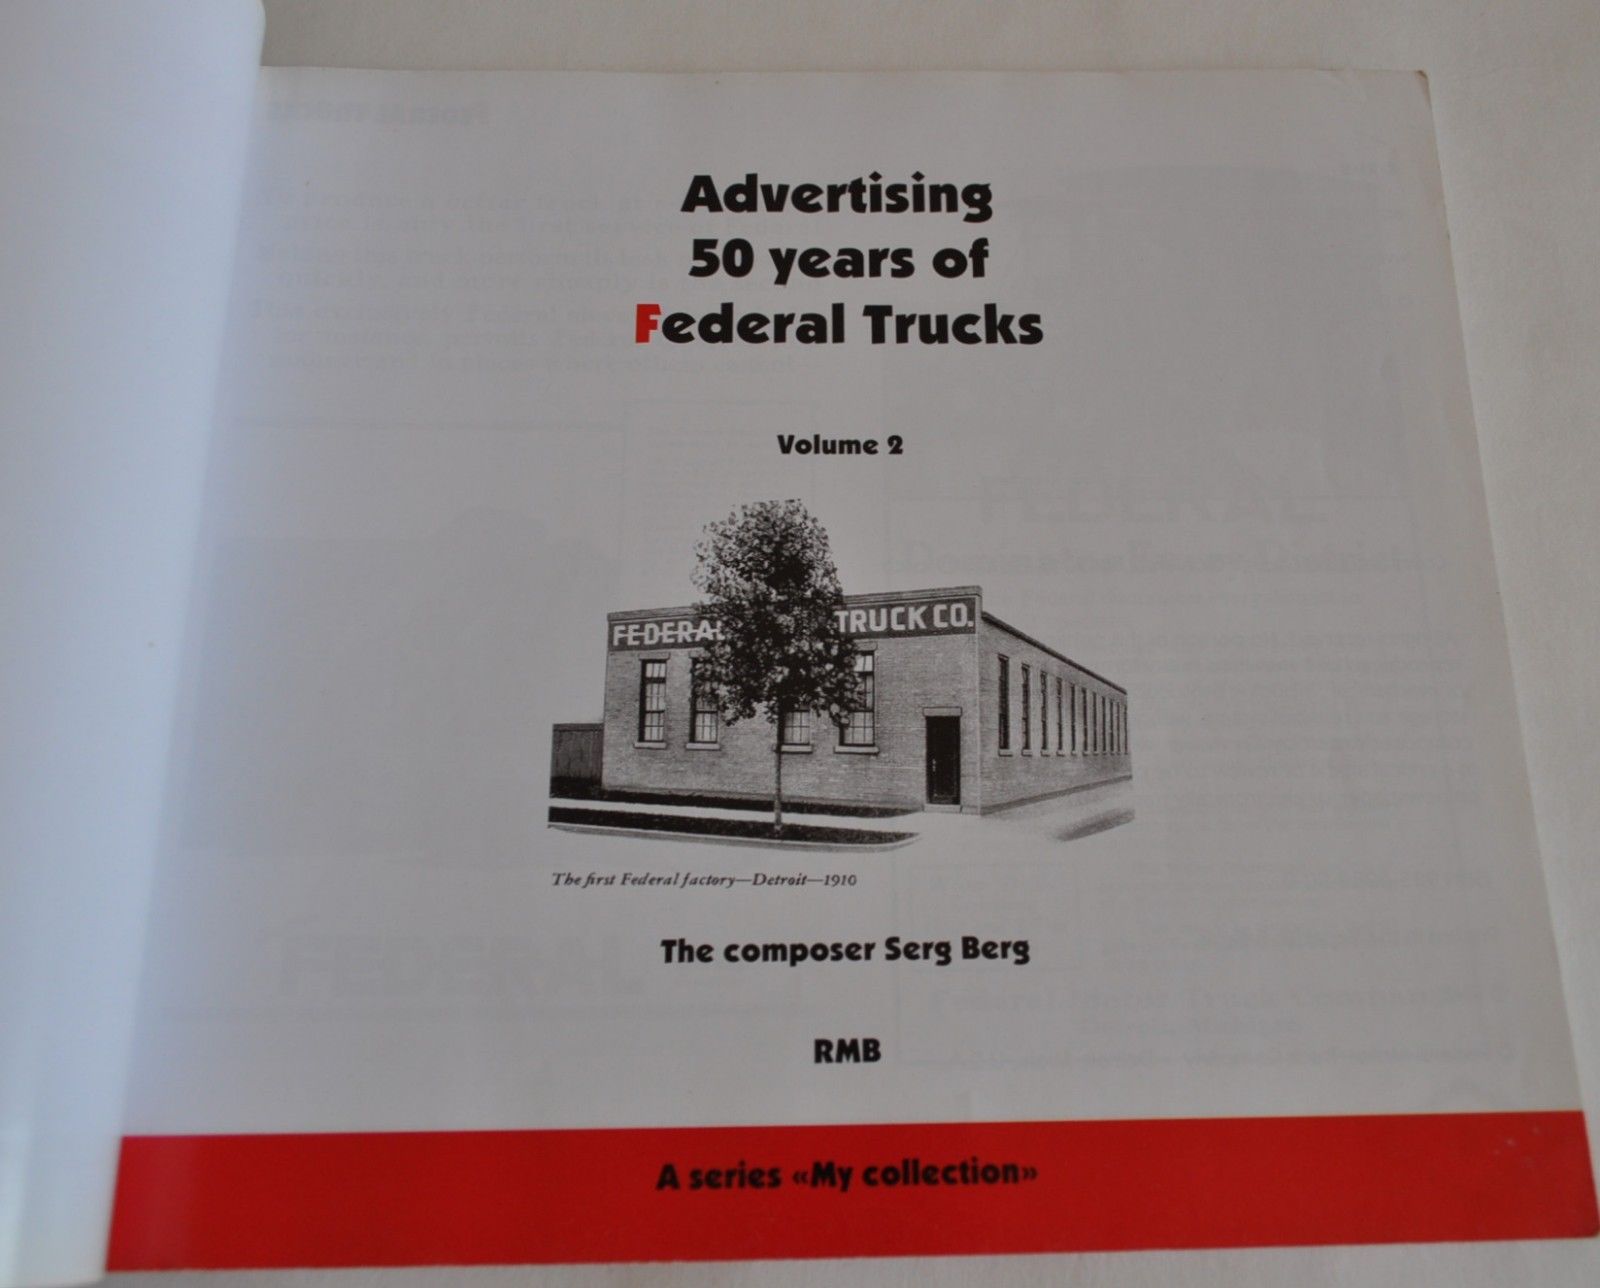 Advertising
50 years of
Federal Trucks
Volume 2
FEDERAL TRUCK CO.
The first Federal factory—Detroit—1910
The composer Serg Berg
RMB
A series «My collection»